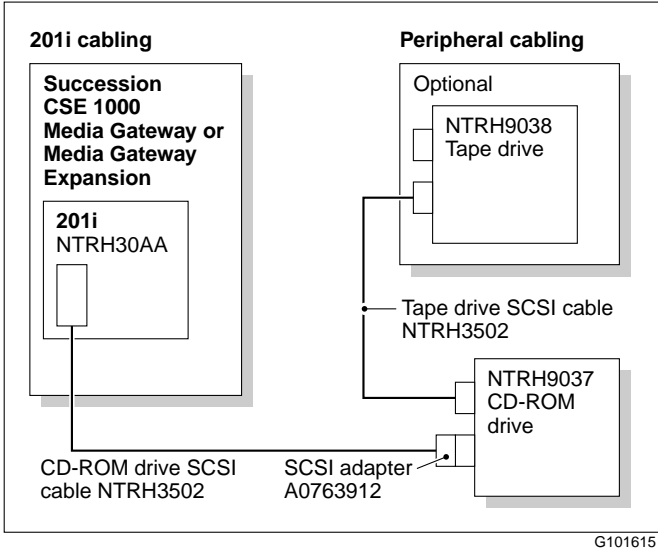 201i cabling
Succession
CSE 1000
Media Gateway or
Media Gateway
Expansion
201i
NTRH30AA
CD-ROM drive SCSI
cable NTRH3502
SCSI adapter
A0763912
Peripheral cabling
Optional
NTRH9038
Tape drive
Tape drive SCSI cable
NTRH3502
NTRH9037
CD-ROM
drive
G101615